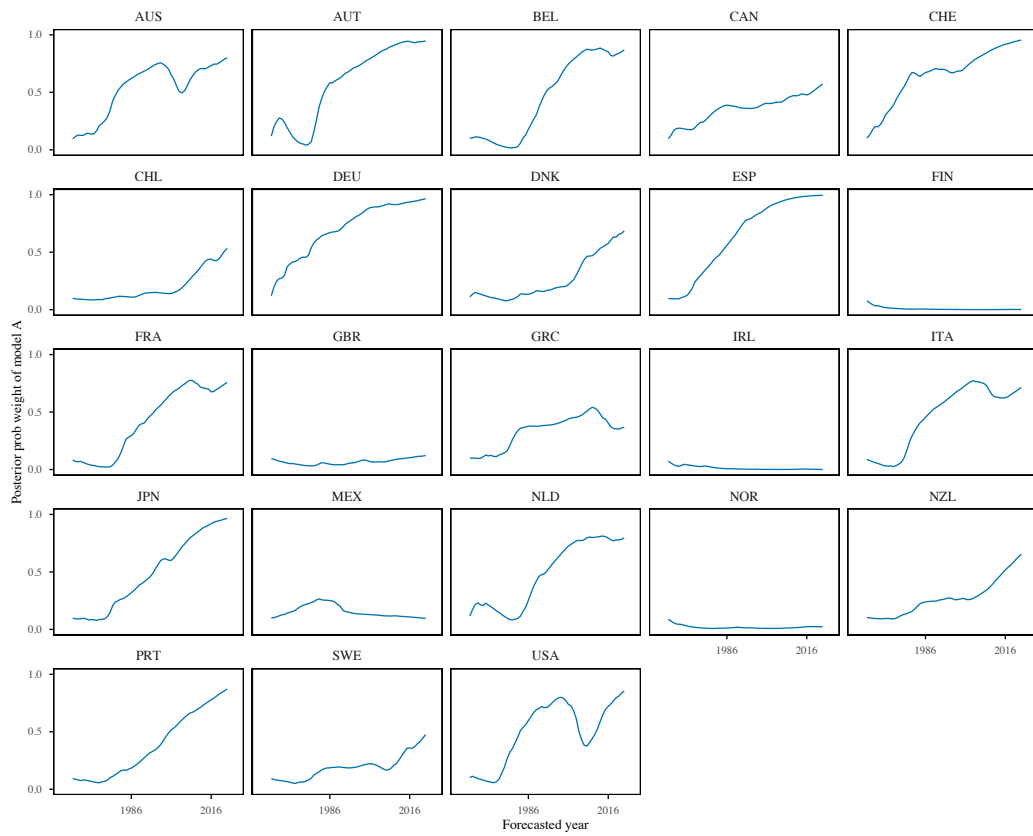 AUS AUT BEL CAN CHE
1.0
0.5
0.0
CHL DEU DNK ESP FIN
1.0
0.5
0.0
FRA GBR GRC IRL ITA
1.0
0.5
0.0
JPN MEX NLD NOR NZL
1.0
0.5
0.0
1986 2016 1986 2016
PRT SWE USA
1.0
0.5
0.0
1986 2016 1986 2016 1986 2016
Posterior prob weight of model A
Forecasted year